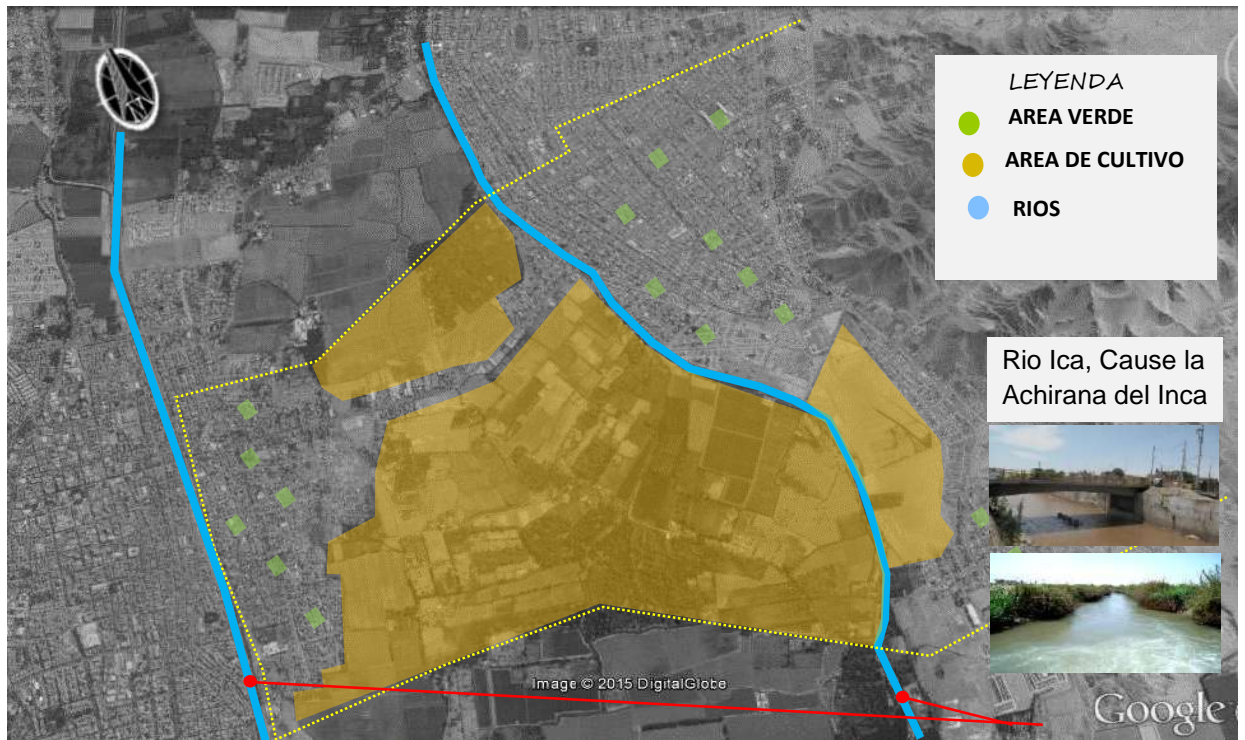 LEYENDA
AREA VERDE
AREA DE CULTIVO
RIOS
Rio Ica, Cause la
Achirana del Inca
Image © 2015 DigitalGlobe
Google